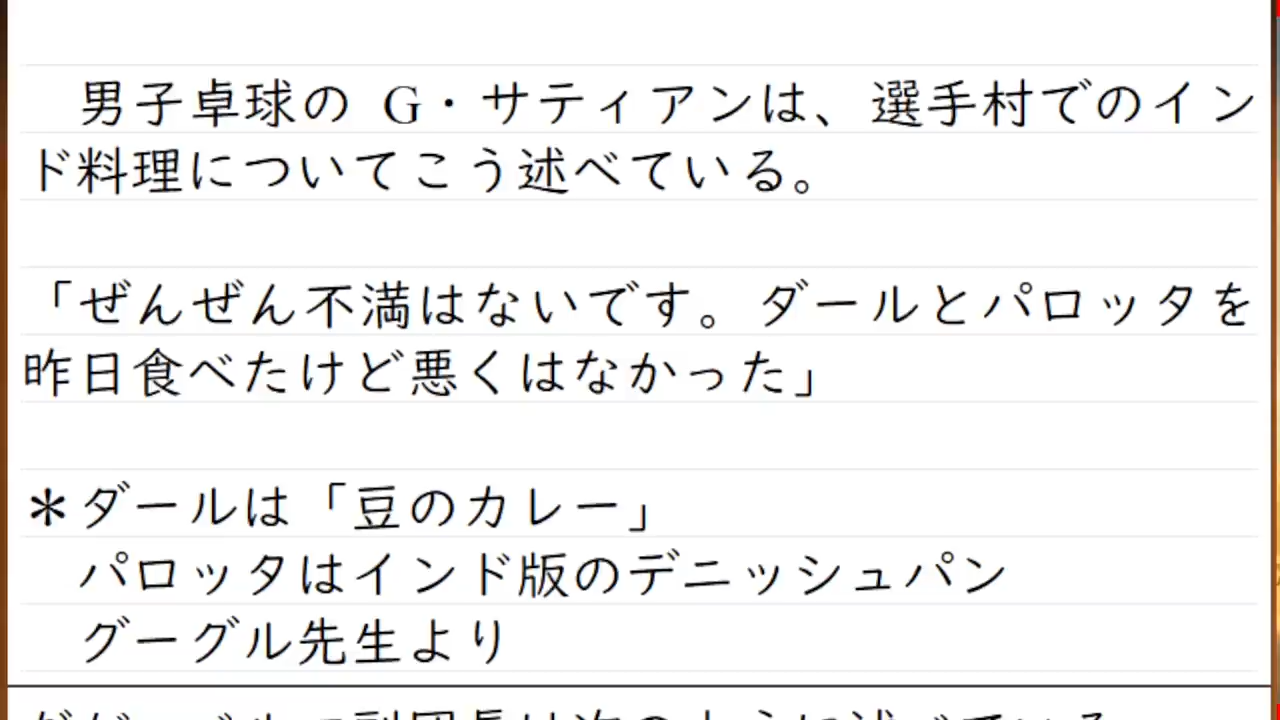 男子卓球の G・サティアンは、選手村でのイン
ド料理についてこう述べている。
「ぜんぜん不満はないです。ダールとパロッタを
昨日食べたけど悪くはなかった」
＊ダールは「豆のカレー」
パロッタはインド版のデニッシュパン
グーグル先生より